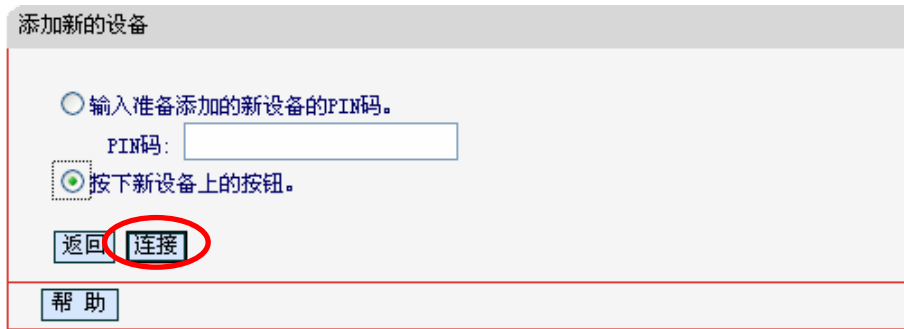 添加新的设备
输入准备添加的新设备的PIN码。
PIN码:
按下新设备上的按钮。
返回 连接
帮 助